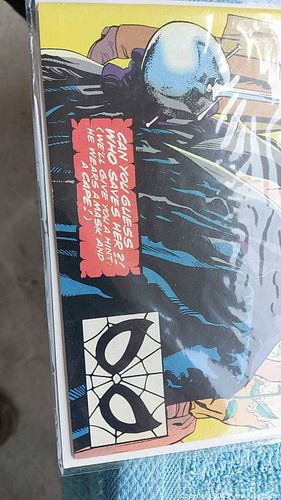 CAN YOU GUESS
WHO SAVES HER?!
(WE'LL GIVE YOU A HINT:
HE WEARS A MASK AND
A CAPE!)